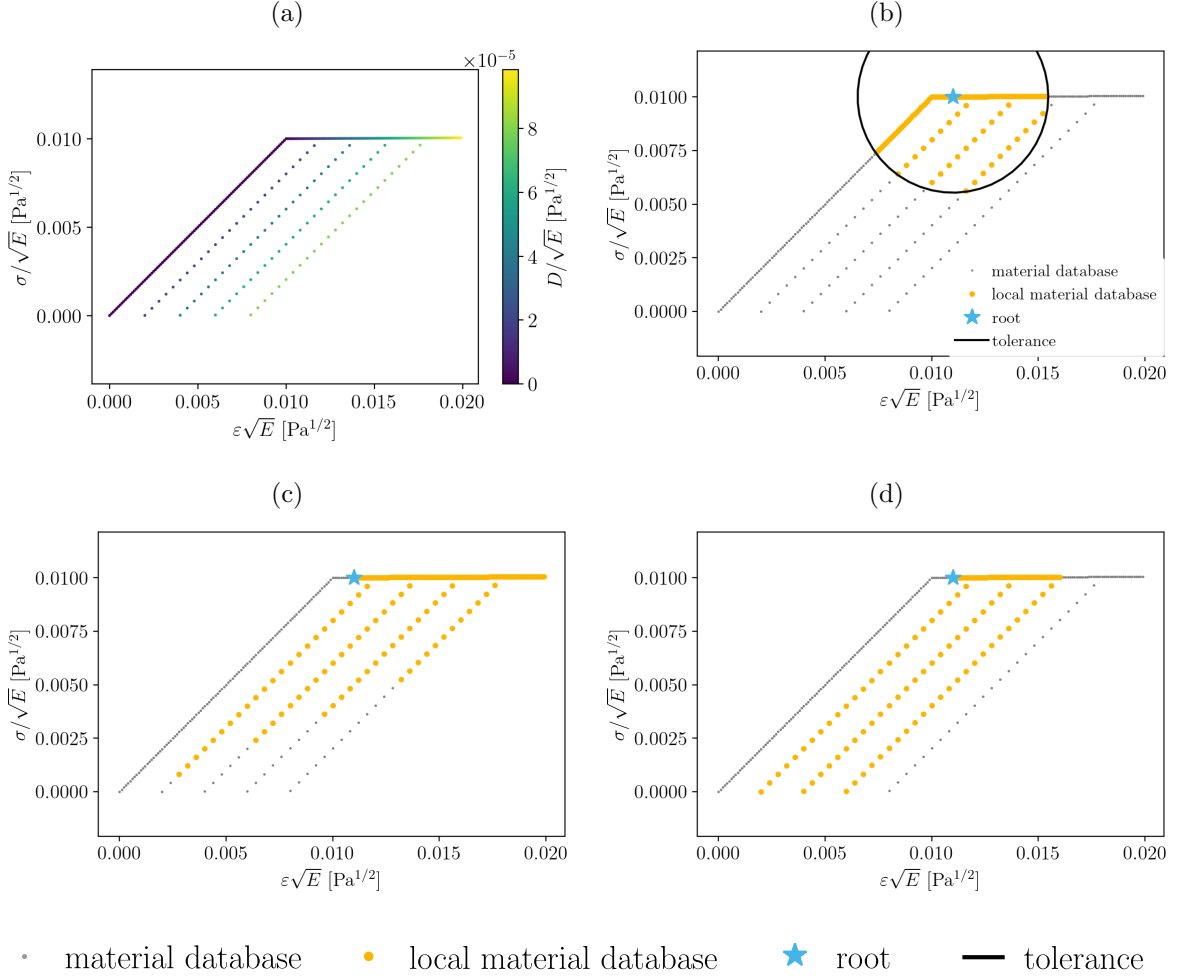 (a)
×10⁻⁵
0.010
0.005
0.000
σ/√E [Pa^{1/2}]
0.000 0.005 0.010 0.015 0.020
ε√E [Pa^{1/2}]
8
6
4
2
0
D/√E [Pa^{1/2}]
(b)
0.0100
0.0075
0.0050
0.0025
0.0000
σ/√E [Pa^{1/2}]
material database
local material database
root
tolerance
0.000 0.005 0.010 0.015 0.020
ε√E [Pa^{1/2}]
(c)
0.0100
0.0075
0.0050
0.0025
0.0000
σ/√E [Pa^{1/2}]
0.000 0.005 0.010 0.015 0.020
ε√E [Pa^{1/2}]
(d)
0.0100
0.0075
0.0050
0.0025
0.0000
σ/√E [Pa^{1/2}]
0.000 0.005 0.010 0.015 0.020
ε√E [Pa^{1/2}]
material database local material database root tolerance